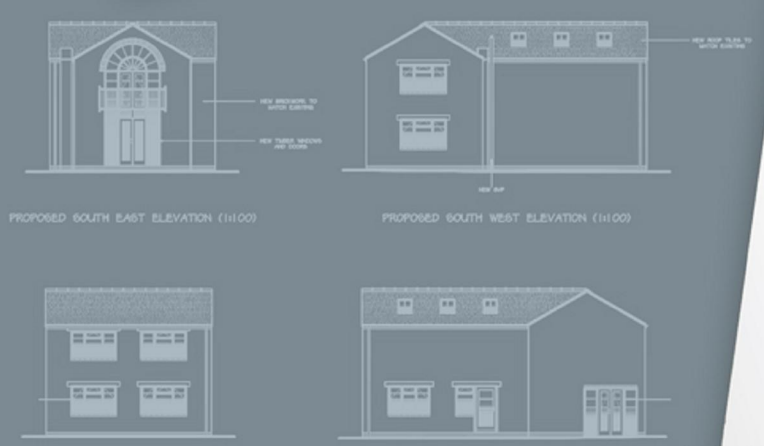 NEW ROOF TILES TO
MATCH EXISTING
NEW BRICKWORK TO
MATCH EXISTING
NEW TIMBER WINDOWS
AND DOORS
NEW RWP
PROPOSED SOUTH EAST ELEVATION (1:100)
PROPOSED SOUTH WEST ELEVATION (1:100)